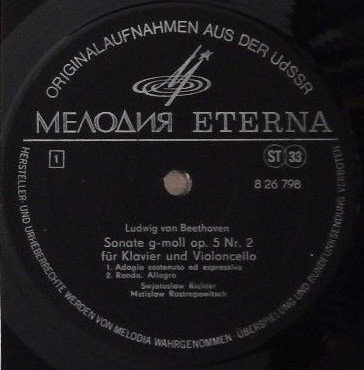 ORIGINALAUFNAHMEN AUS DER UdSSR
МЕЛОДИЯ ETERNA
1
ST 33
8 26 798
Ludwig van Beethoven
Sonate g-moll op. 5 Nr. 2
für Klavier und Violoncello
1. Adagio sostenuto ed espressivo
2. Rondo. Allegro
Swjatoslaw Richter
Mstislaw Rostropowitsch
HERSTELLER- UND URHEBERRECHTE WERDEN VON MELODIA WAHRGENOMMEN ÜBERSPIELUNG UND RUNDFUNKSENDUNG VERBOTEN